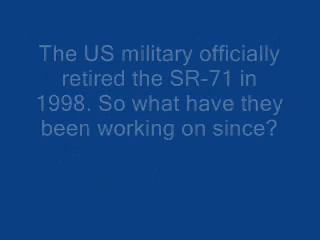 The US military officially
retired the SR-71 in
1998. So what have they
been working on since?